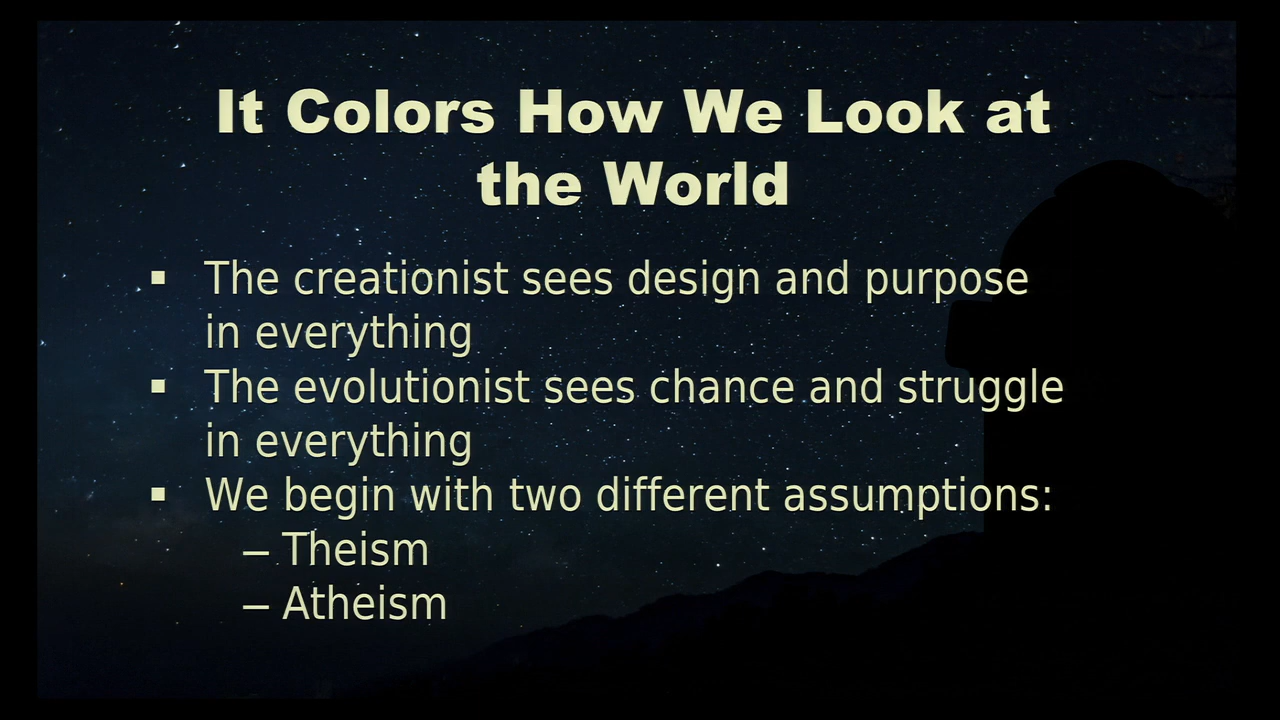 It Colors How We Look at
the World
▪ The creationist sees design and purpose
in everything
▪ The evolutionist sees chance and struggle
in everything
▪ We begin with two different assumptions:
– Theism
– Atheism